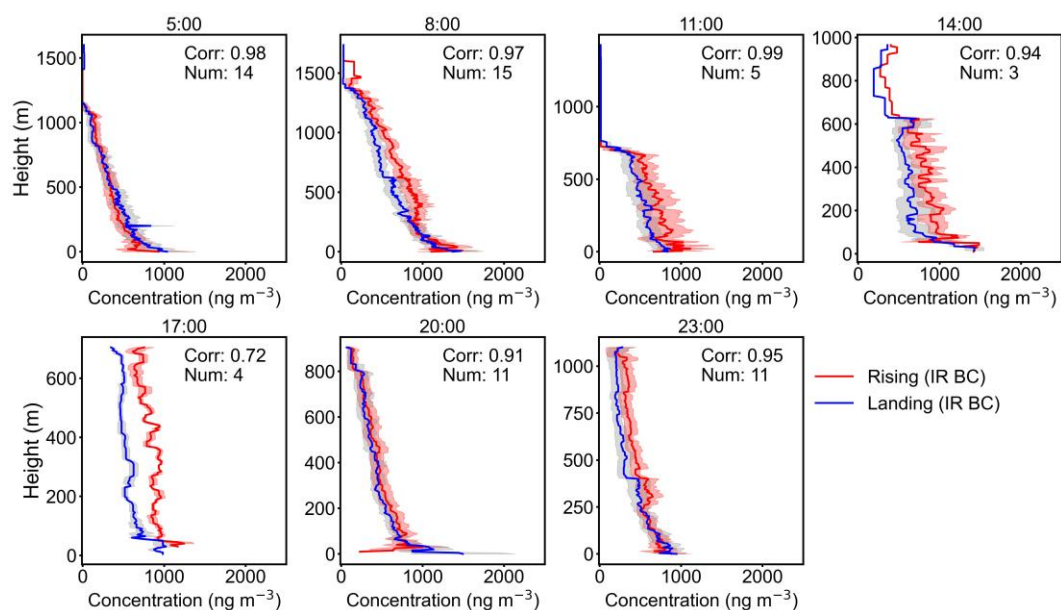 5:00
8:00
11:00
14:00
Corr: 0.98
Num: 14
Corr: 0.97
Num: 15
Corr: 0.99
Num: 5
Corr: 0.94
Num: 3
Height (m)
1500
1000
500
0
1500
1000
500
0
1000
500
0
1000
800
600
400
200
0
0 1000 2000
0 1000 2000
0 1000 2000
0 1000 2000
Concentration (ng m⁻³)
Concentration (ng m⁻³)
Concentration (ng m⁻³)
Concentration (ng m⁻³)
17:00
20:00
23:00
Corr: 0.72
Num: 4
Corr: 0.91
Num: 11
Corr: 0.95
Num: 11
Height (m)
600
400
200
0
800
600
400
200
0
1000
750
500
250
0
0 1000 2000
0 1000 2000
0 1000 2000
Concentration (ng m⁻³)
Concentration (ng m⁻³)
Concentration (ng m⁻³)
Rising (IR BC)
Landing (IR BC)